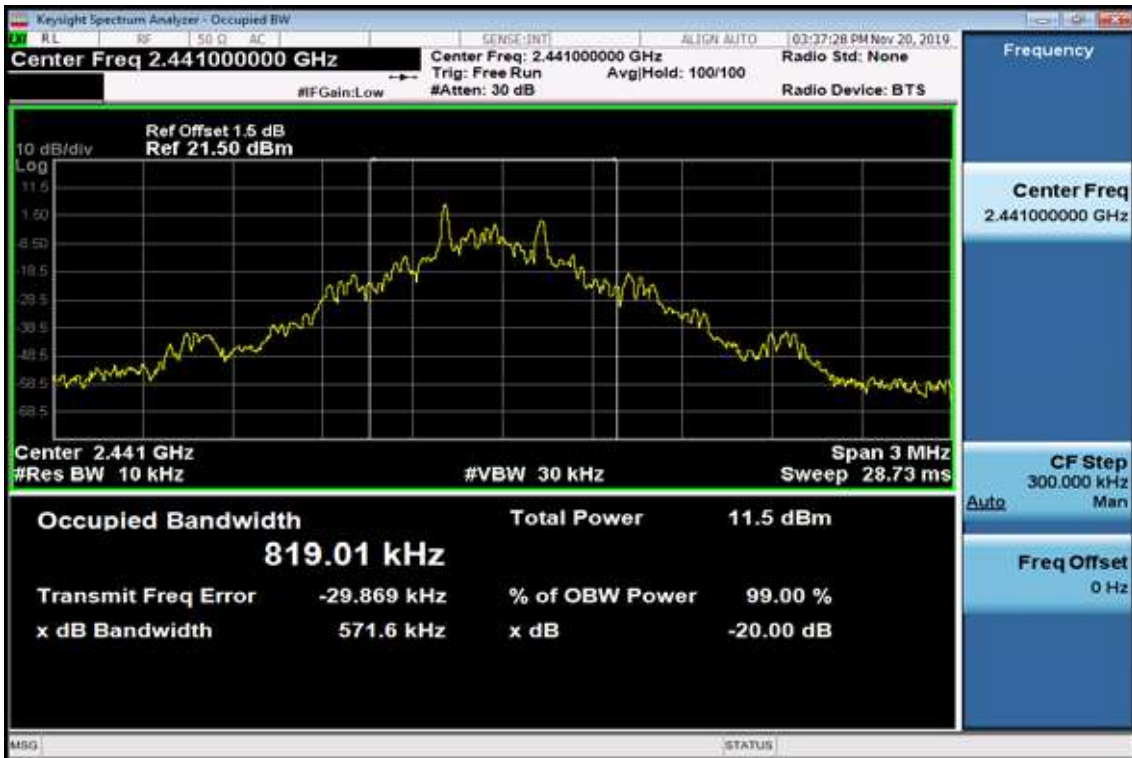 Keysight Spectrum Analyzer - Occupied BW
RL RF 50 Ω AC SENSE:INT ALIGN AUTO 03:37:28 PM Nov 20, 2019
Center Freq 2.441000000 GHz
Center Freq: 2.441000000 GHz
Radio Std: None
Trig: Free Run
Avg|Hold: 100/100
#IFGain:Low
#Atten: 30 dB
Radio Device: BTS
Ref Offset 1.5 dB
10 dB/div Ref 21.50 dBm
Log
11.5
1.50
-8.50
-18.5
-28.5
-38.5
-48.5
-58.5
-68.5
Center 2.441 GHz
Span 3 MHz
#Res BW 10 kHz
#VBW 30 kHz
Sweep 28.73 ms
Occupied Bandwidth
819.01 kHz
Total Power 11.5 dBm
Transmit Freq Error -29.869 kHz
% of OBW Power 99.00 %
x dB Bandwidth 571.6 kHz
x dB -20.00 dB
MSG
STATUS
Frequency
Center Freq
2.441000000 GHz
CF Step
300.000 kHz
Auto Man
Freq Offset
0 Hz